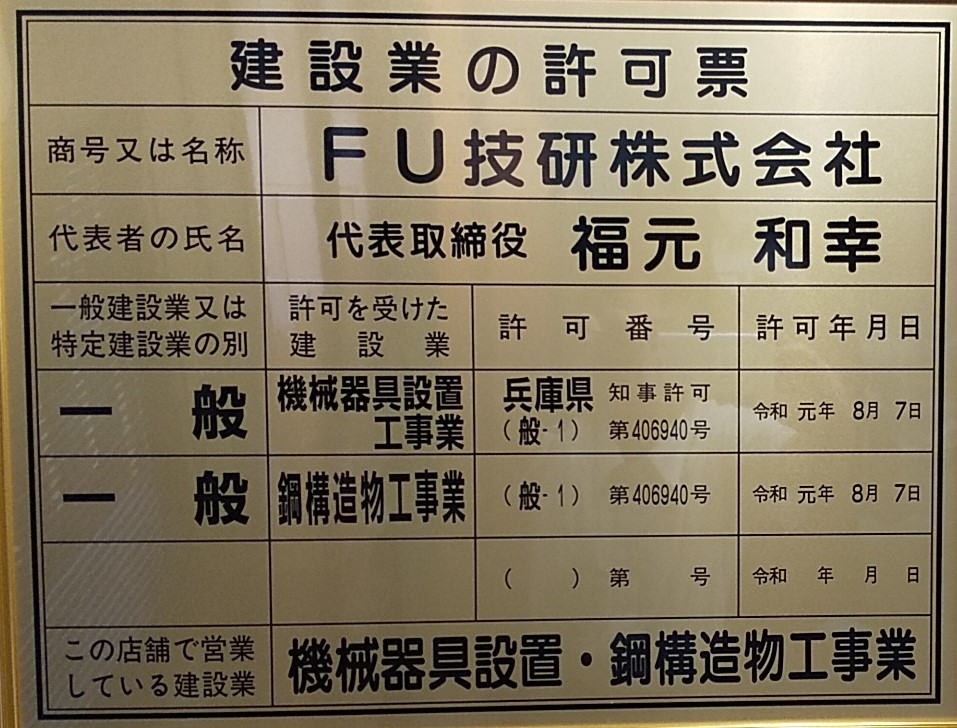 建設業の許可票
商号又は名称 FU技研株式会社
代表者の氏名 代表取締役 福元 和幸
一般建設業又は
特定建設業の別
許可を受けた
建設業
許可番号
許可年月日
一般
機械器具設置
工事業
兵庫県 知事許可
(般-1) 第406940号
令和 元年 8月 7日
一般 鋼構造物工事業 (般-1) 第406940号 令和 元年 8月 7日
( ) 第 号 令和 年 月 日
この店舗で営業
している建設業
機械器具設置・鋼構造物工事業